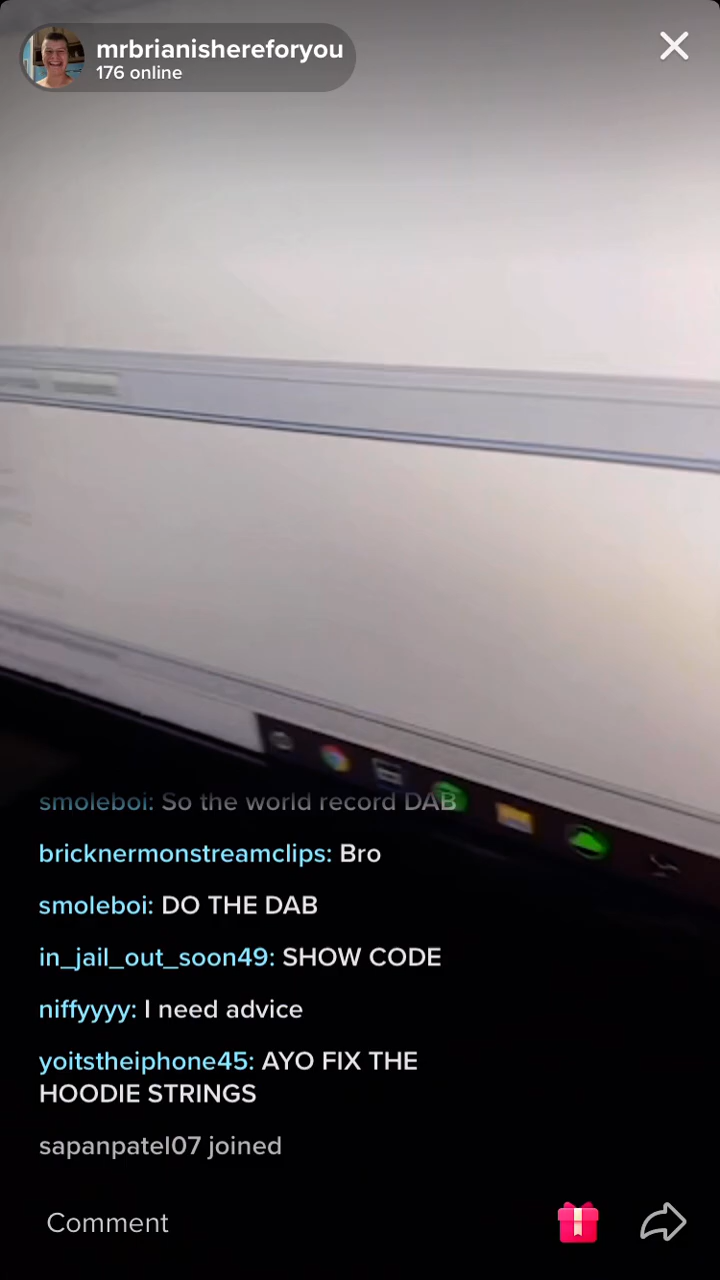 mrbrianishereforyou
176 online
smoleboi: So the world record DAB
bricknermonstreamclips: Bro
smoleboi: DO THE DAB
in_jail_out_soon49: SHOW CODE
niffyyyy: I need advice
yoitstheiphone45: AYO FIX THE
HOODIE STRINGS
sapanpatel07 joined
Comment